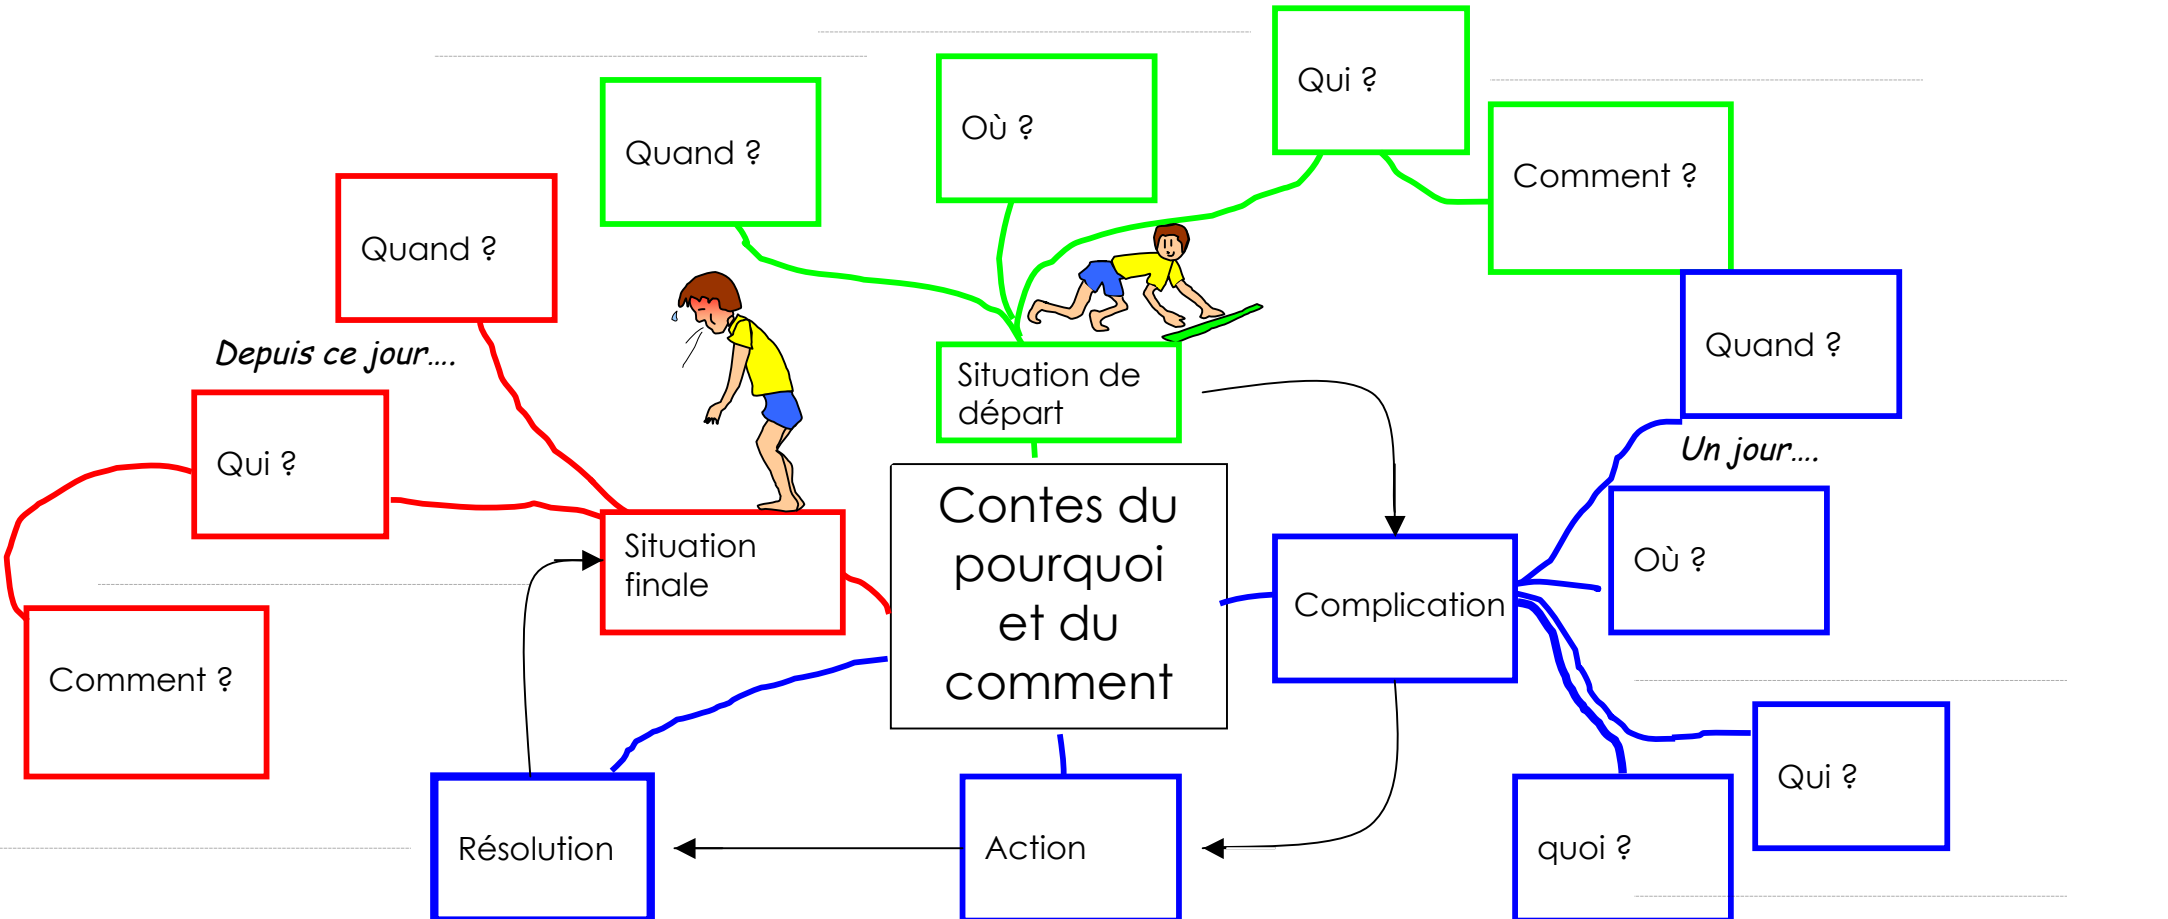 Qui ?
Où ?
Quand ?
Comment ?
Quand ?
Quand ?
Depuis ce jour....
Situation de
départ
Un jour....
Qui ?
Contes du
pourquoi
et du
comment
Situation
finale
Où ?
Complication
Comment ?
Qui ?
Résolution
Action
quoi ?